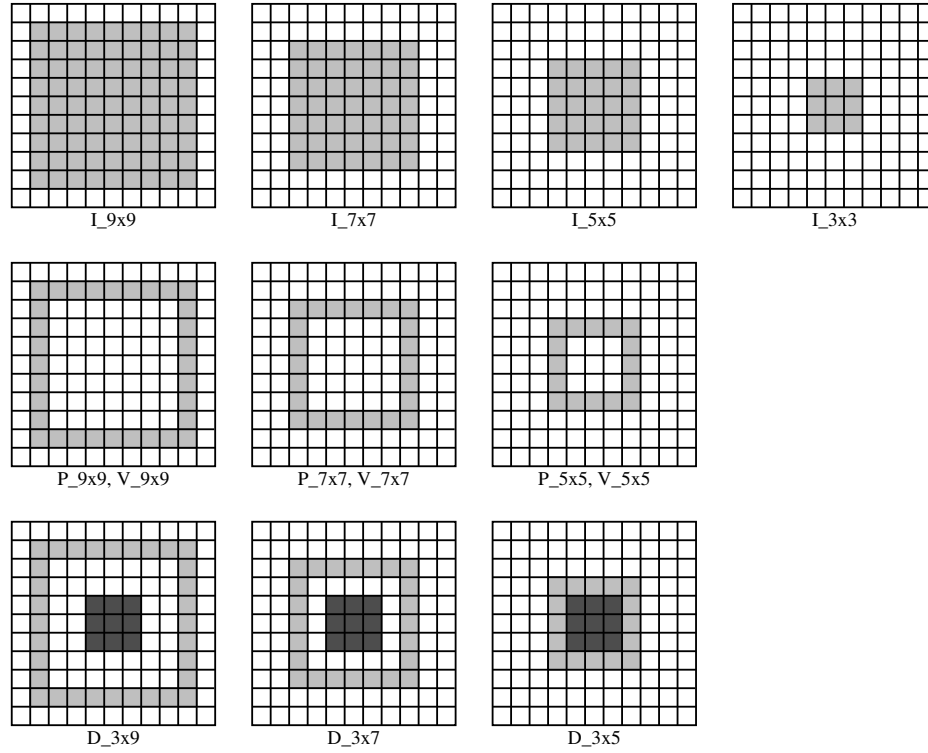 I_9x9
I_7x7
I_5x5
I_3x3
P_9x9, V_9x9
P_7x7, V_7x7
P_5x5, V_5x5
D_3x9
D_3x7
D_3x5